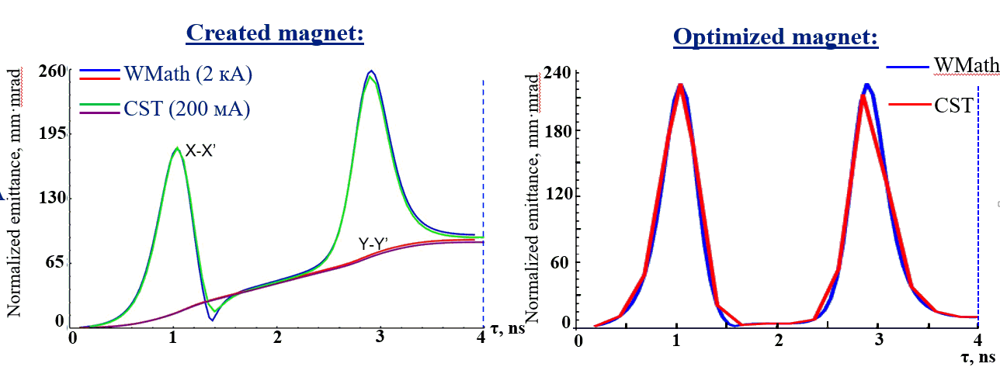 Created magnet:
Optimized magnet:
Normalized emittance, mm·mrad
260
195
130
65
0
WMath (2 кА)
CST (200 мА)
X-X’
Y-Y’
0 1 2 3 4 τ, ns
Normalized emittance, mm·mrad
240
180
120
60
0
WMath
CST
0 1 2 3 4
τ, ns